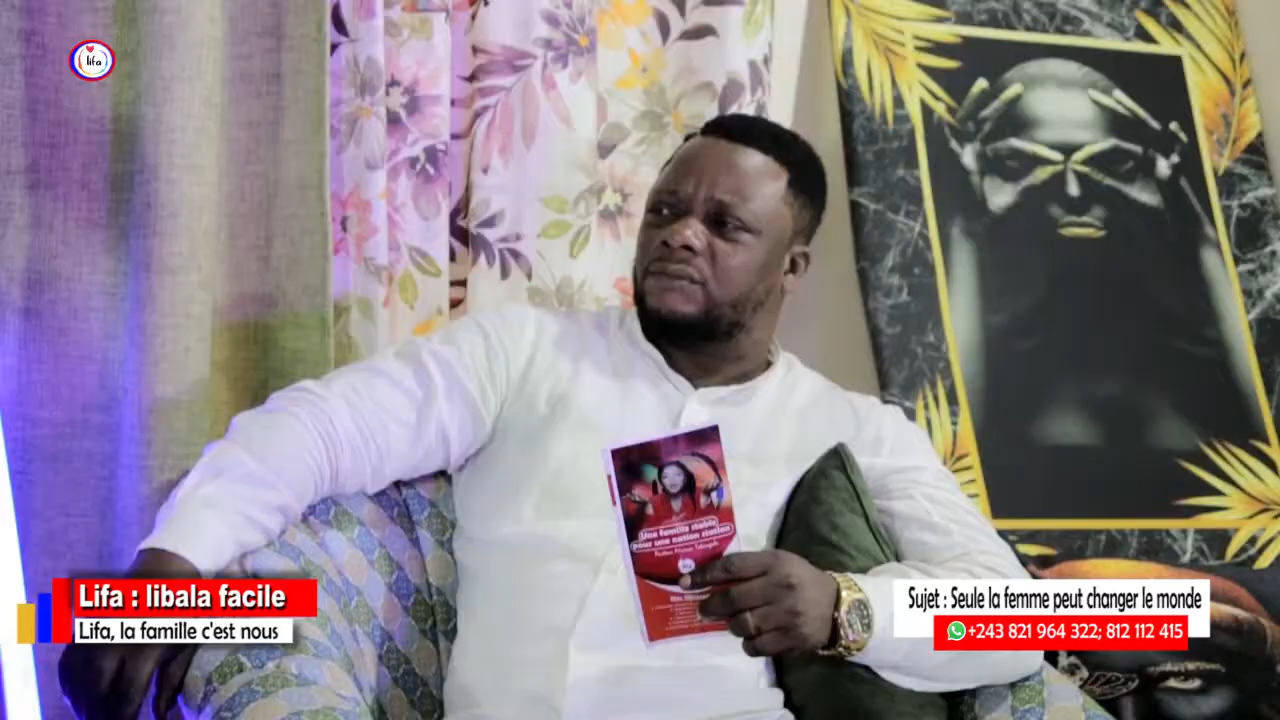 lifa
Une famille stable
pour une nation station
Lifa : libala facile
Lifa, la famille c'est nous
Sujet : Seule la femme peut changer le monde
+243 821 964 322; 812 112 415